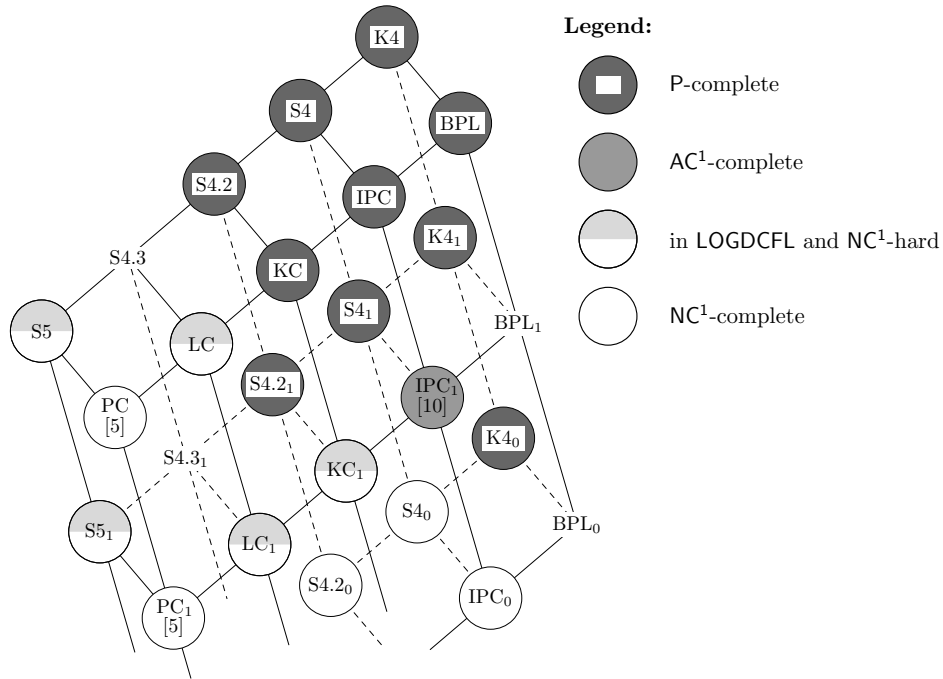 K4
Legend:
S4
P-complete
BPL
S4.2
AC¹-complete
IPC
K4₁
S4.3
in LOGDCFL and NC¹-hard
KC
S4₁
S5
LC
BPL₁
NC¹-complete
S4.2₁
IPC₁
[10]
PC
[5]
K4₀
S4.3₁
KC₁
S4₀
BPL₀
S5₁
LC₁
S4.2₀
IPC₀
PC₁
[5]